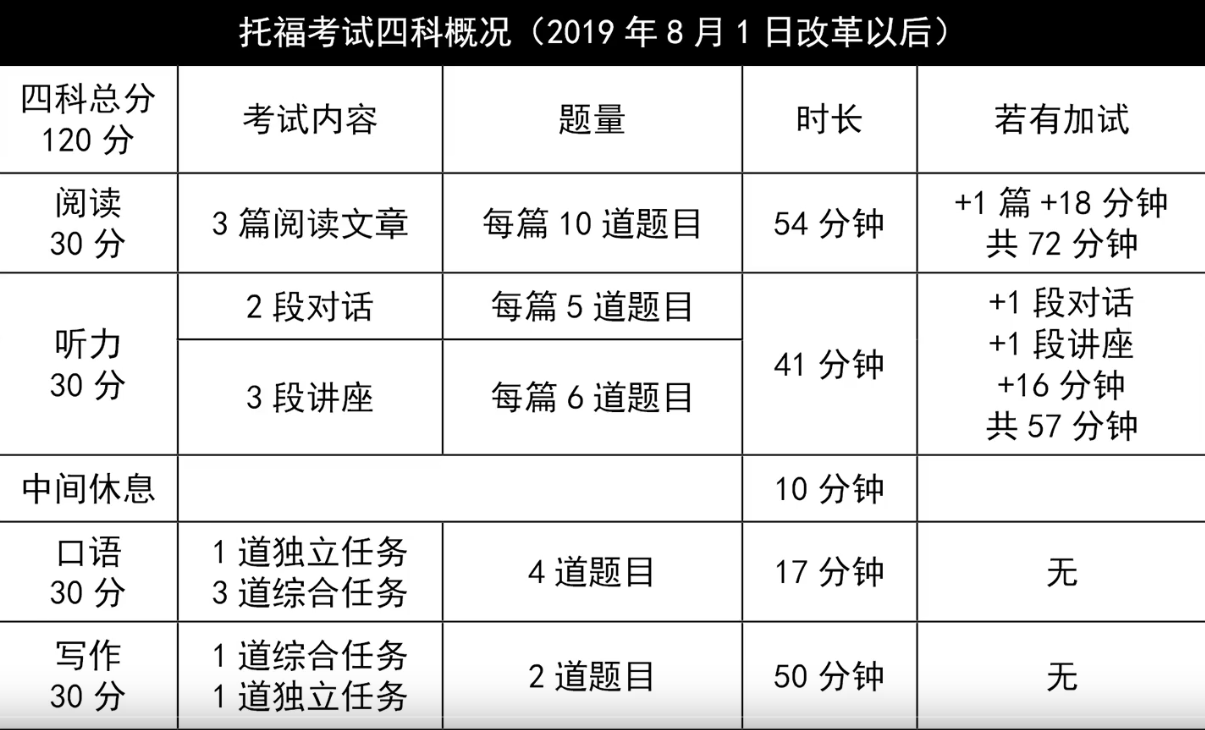 托福考试四科概况（2019 年 8 月 1 日改革以后）
四科总分
120 分
考试内容
题量
时长
若有加试
阅读
30 分
3 篇阅读文章
每篇 10 道题目
54 分钟
+1 篇 +18 分钟
共 72 分钟
听力
30 分
2 段对话
每篇 5 道题目
3 段讲座
每篇 6 道题目
41 分钟
+1 段对话
+1 段讲座
+16 分钟
共 57 分钟
中间休息
10 分钟
口语
30 分
1 道独立任务
3 道综合任务
4 道题目
17 分钟
无
写作
30 分
1 道综合任务
1 道独立任务
2 道题目
50 分钟
无